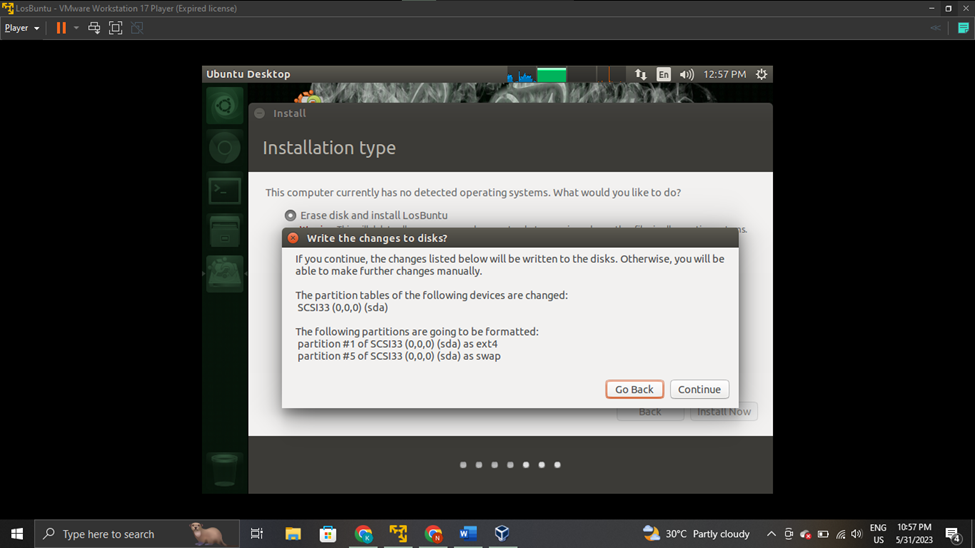 LosBuntu - VMware Workstation 17 Player (Expired license)
Player
Ubuntu Desktop
En
12:57 PM
Install
Installation type
This computer currently has no detected operating systems. What would you like to do?
Erase disk and install LosBuntu
Write the changes to disks?
If you continue, the changes listed below will be written to the disks. Otherwise, you will be
able to make further changes manually.
The partition tables of the following devices are changed:
SCSI33 (0,0,0) (sda)
The following partitions are going to be formatted:
partition #1 of SCSI33 (0,0,0) (sda) as ext4
partition #5 of SCSI33 (0,0,0) (sda) as swap
Go Back
Continue
Back
Install Now
Type here to search
30°C Partly cloudy
ENG
US
10:57 PM
5/31/2023
4